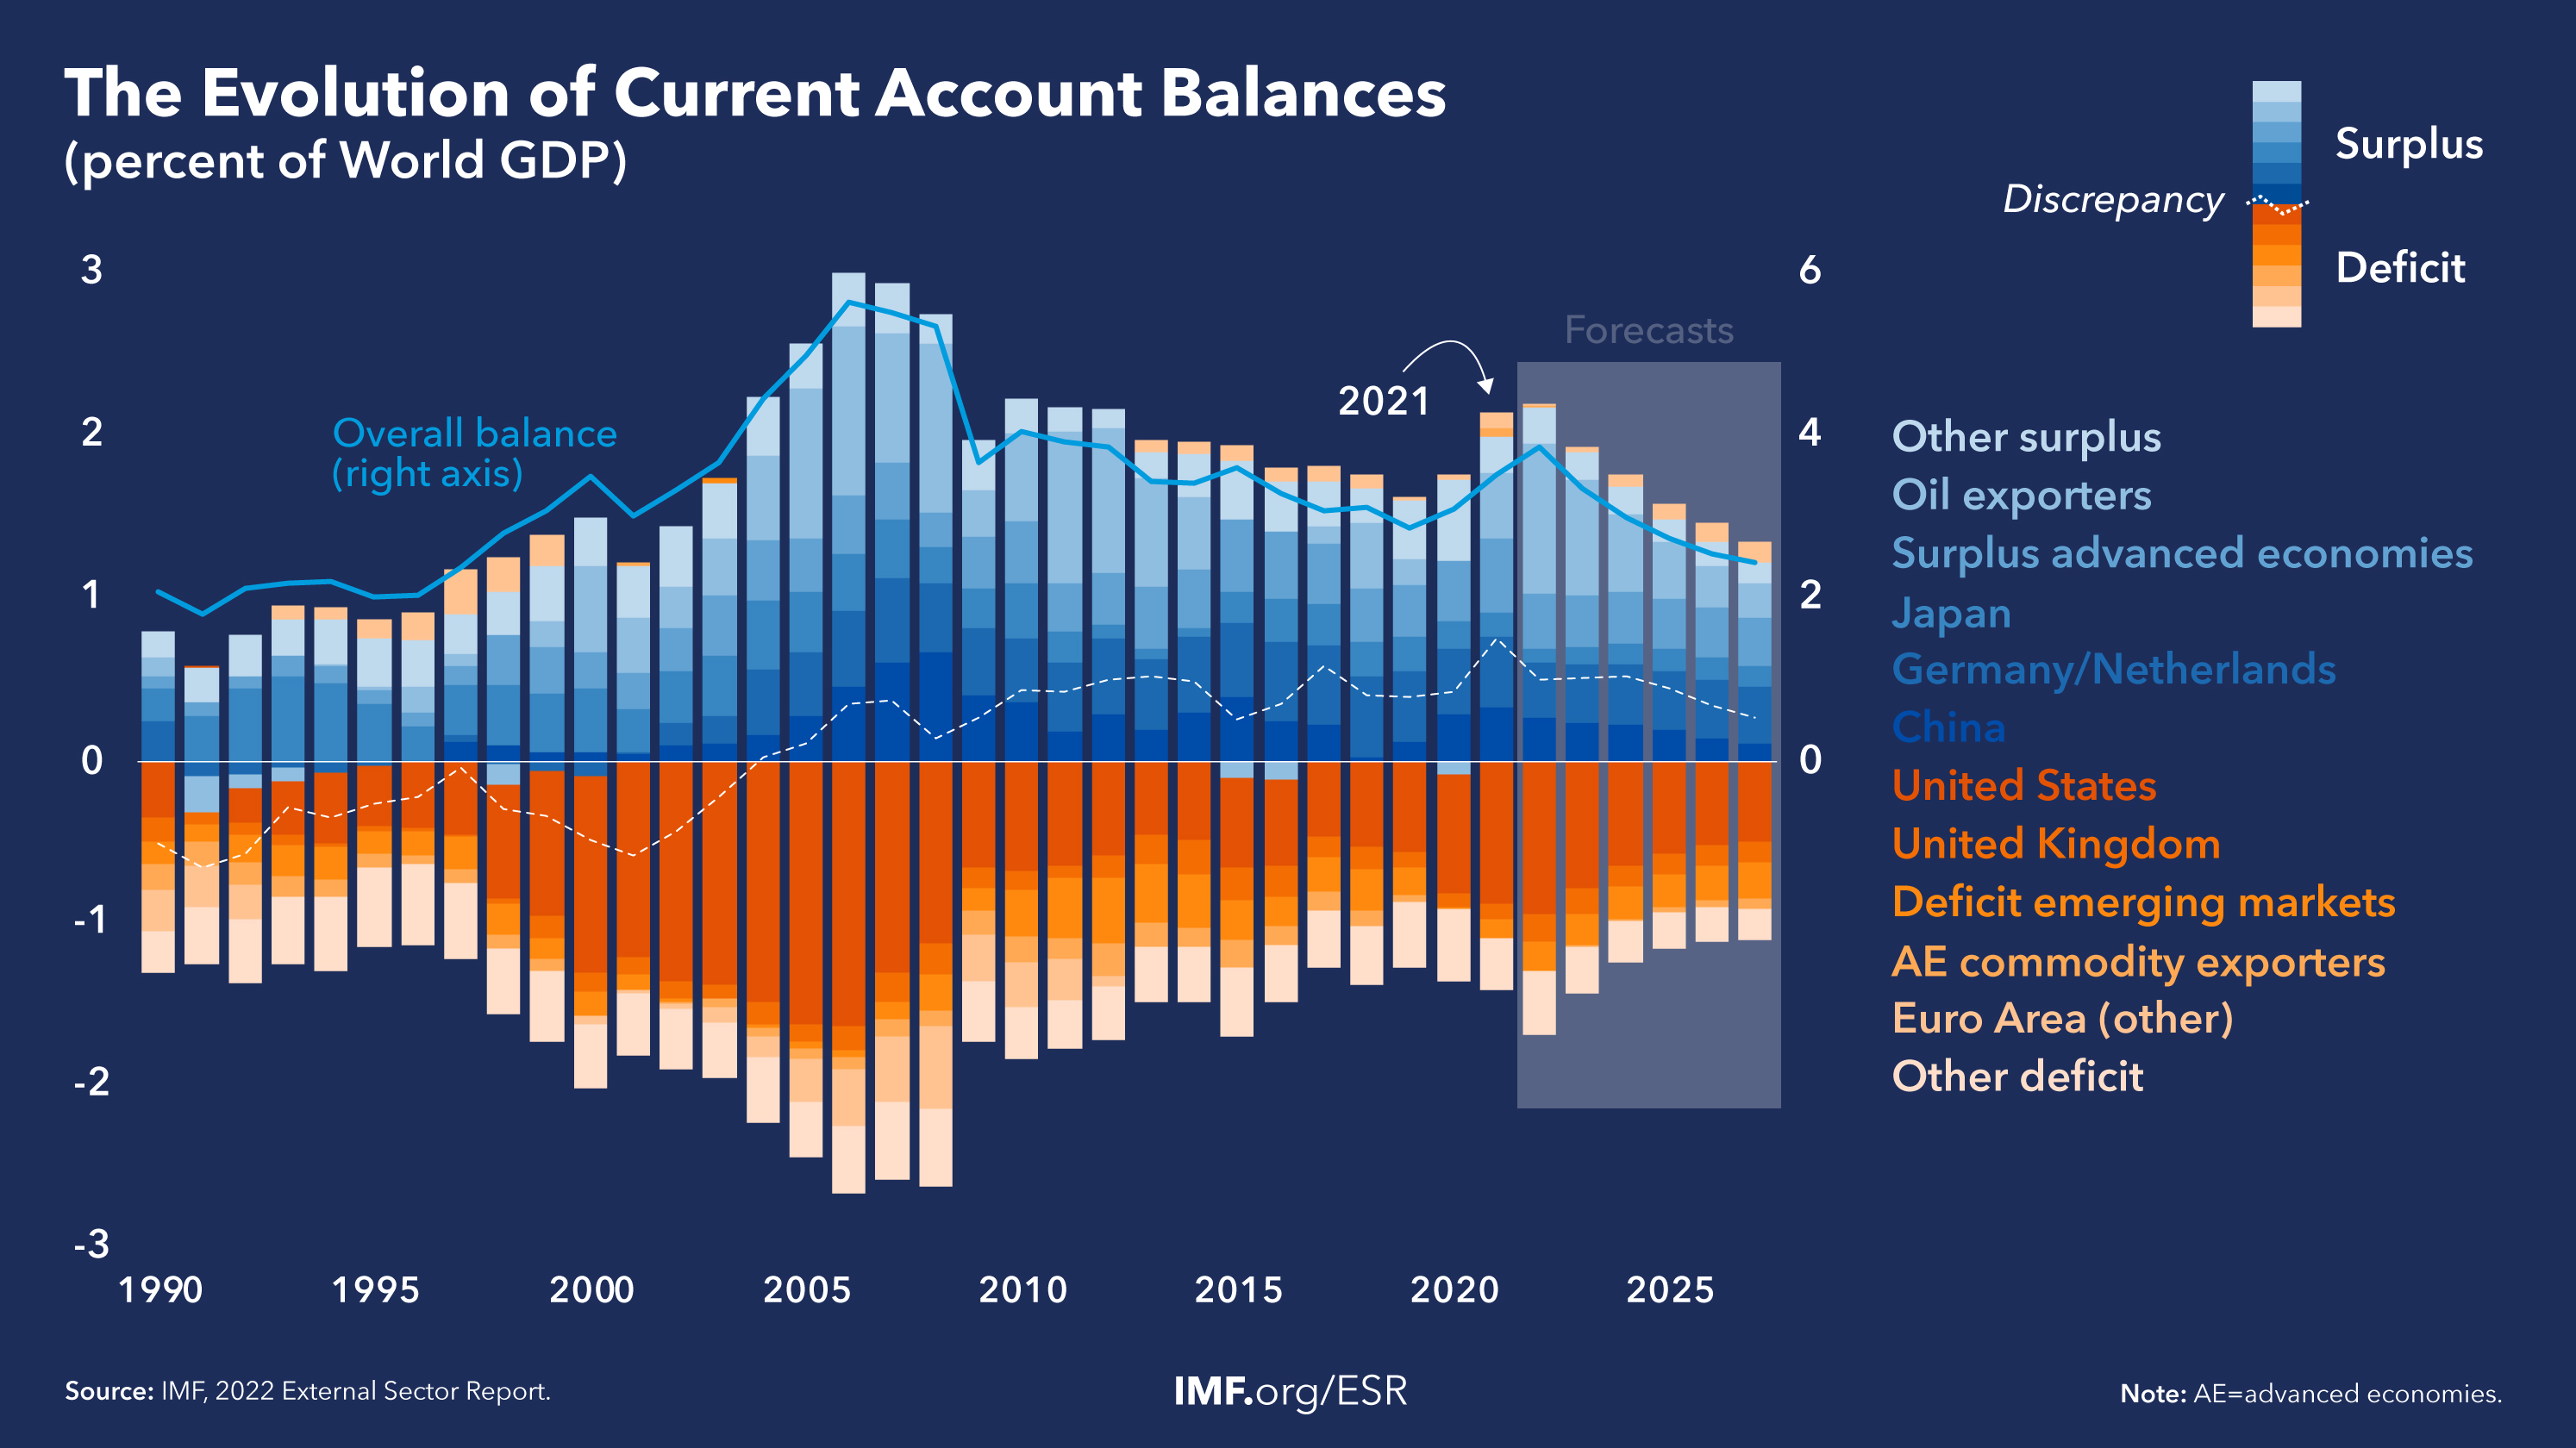 The Evolution of Current Account Balances
(percent of World GDP)
Surplus
Discrepancy
Deficit
3
2
1
0
-1
-2
-3
6
4
2
0
Overall balance
(right axis)
2021
Forecasts
Other surplus
Oil exporters
Surplus advanced economies
Japan
Germany/Netherlands
China
United States
United Kingdom
Deficit emerging markets
AE commodity exporters
Euro Area (other)
Other deficit
1990 1995 2000 2005 2010 2015 2020 2025
Source: IMF, 2022 External Sector Report.
IMF.org/ESR
Note: AE=advanced economies.